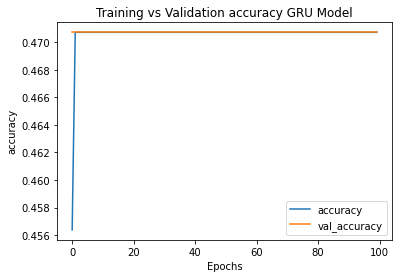 Training vs Validation accuracy GRU Model
accuracy
0.470
0.468
0.466
0.464
0.462
0.460
0.458
0.456
0
20
40
60
80
100
Epochs
accuracy
val_accuracy